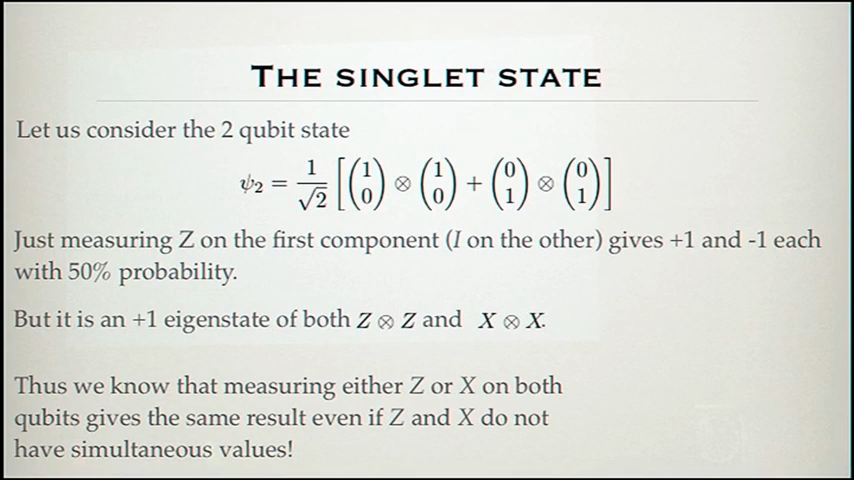 THE SINGLET STATE
Let us consider the 2 qubit state
ψ₂ = 1/√2 [(1 0) ⊗ (1 0) + (0 1) ⊗ (0 1)]
Just measuring Z on the first component (I on the other) gives +1 and -1 each
with 50% probability.
But it is an +1 eigenstate of both Z ⊗ Z and X ⊗ X.
Thus we know that measuring either Z or X on both
qubits gives the same result even if Z and X do not
have simultaneous values!